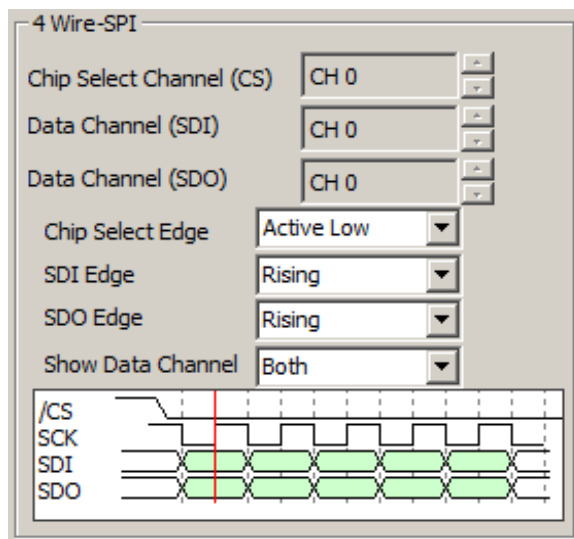 4 Wire-SPI
Chip Select Channel (CS) CH 0
Data Channel (SDI) CH 0
Data Channel (SDO) CH 0
Chip Select Edge Active Low
SDI Edge Rising
SDO Edge Rising
Show Data Channel Both
/CS
SCK
SDI
SDO